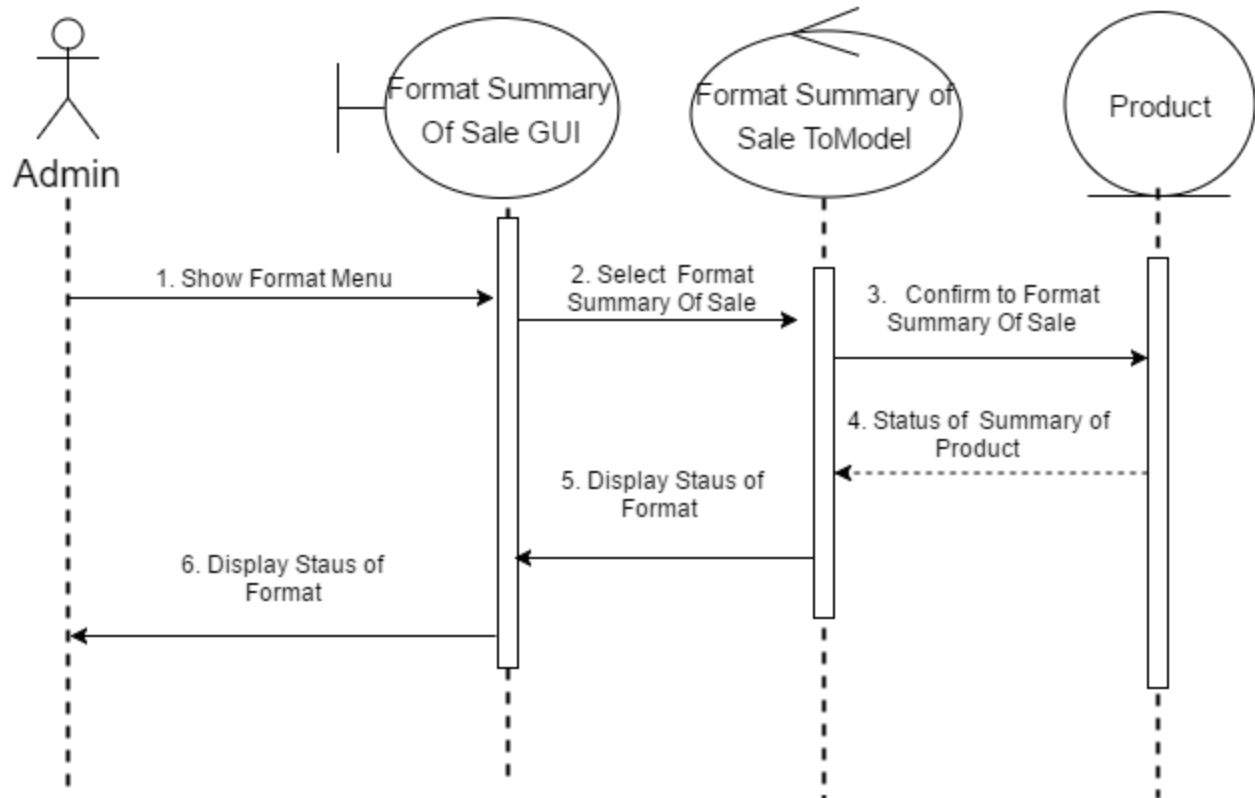 Admin
Format Summary
Of Sale GUI
Format Summary of
Sale ToModel
Product
1. Show Format Menu
2. Select Format
Summary Of Sale
3. Confirm to Format
Summary Of Sale
4. Status of Summary of
Product
5. Display Staus of
Format
6. Display Staus of
Format